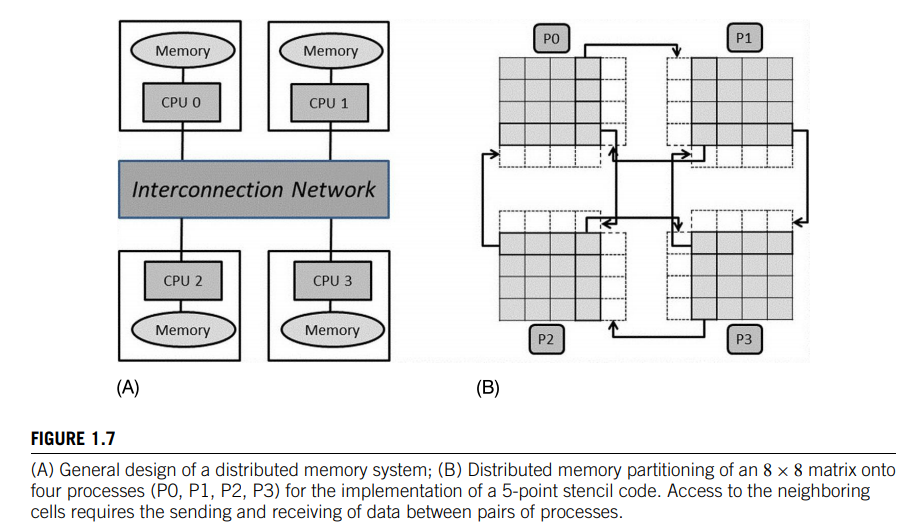 Memory
Memory
CPU 0
CPU 1
Interconnection Network
CPU 2
CPU 3
Memory
Memory
(A)
P0
P1
P2
P3
(B)
FIGURE 1.7
(A) General design of a distributed memory system; (B) Distributed memory partitioning of an 8 × 8 matrix onto
four processes (P0, P1, P2, P3) for the implementation of a 5-point stencil code. Access to the neighboring
cells requires the sending and receiving of data between pairs of processes.